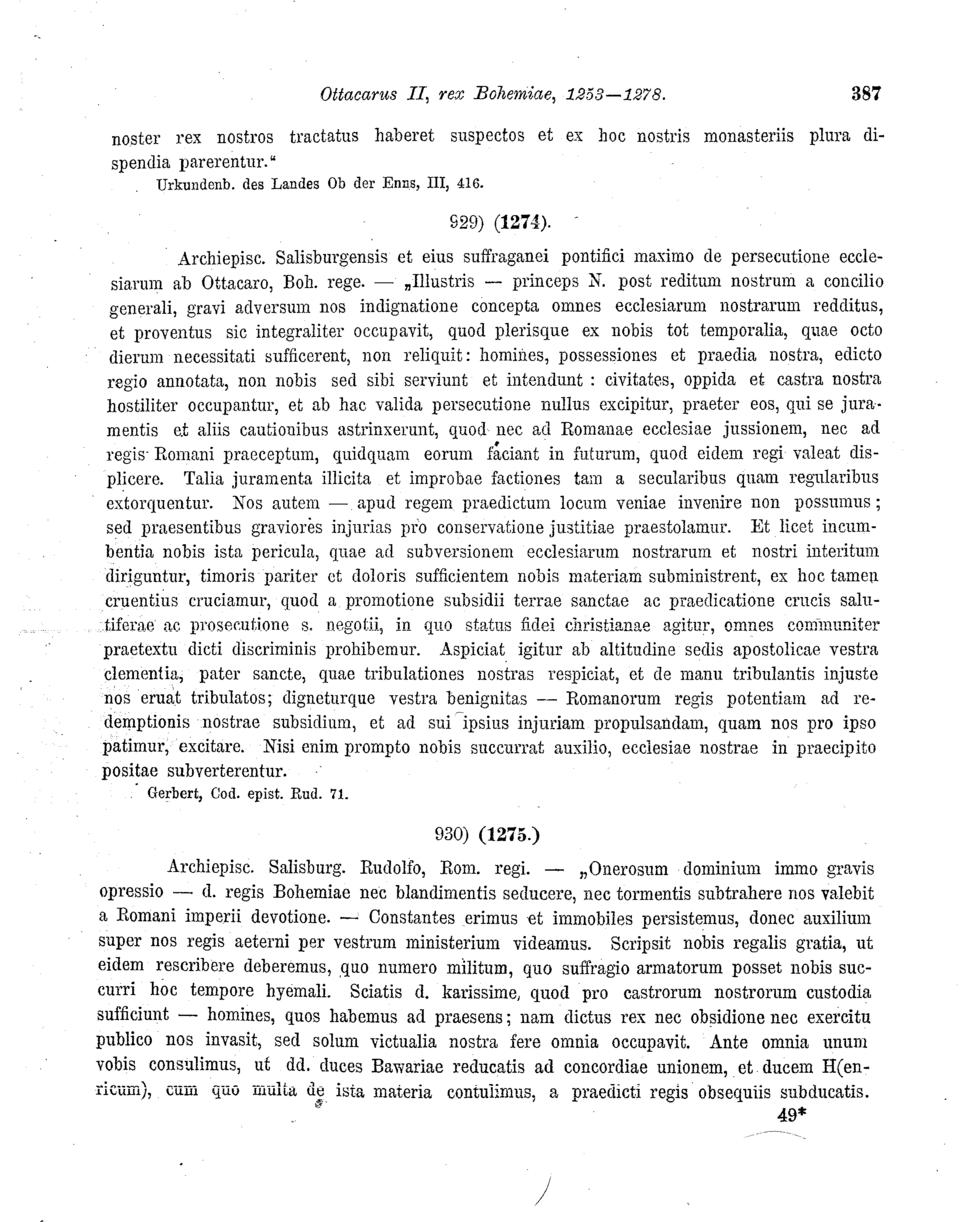 Ottacarus II, rex Bohemiae, 1253—1278. 387
noster rex nostros tractatus haberet suspectos et ex hoc nostris monasteriis plura di-
spendia parerentur.“
Urkundenb. des Landes Ob der Enns, III, 416.
929) (1274).
Archiepisc. Salisburgensis et eius suffraganei pontifici maximo de persecutione eccle-
siarum ab Ottacaro, Boh. rege. — „Illustris — princeps N. post reditum nostrum a concilio
generali, gravi adversum nos indignatione concepta omnes ecclesiarum nostrarum redditus,
et proventus sic integraliter occupavit, quod plerisque ex nobis tot temporalia, quae octo
dierum necessitati sufficerent, non reliquit: homines, possessiones et praedia nostra, edicto
regio annotata, non nobis sed sibi serviunt et intendunt : civitates, oppida et castra nostra
hostiliter occupantur, et ab hac valida persecutione nullus excipitur, praeter eos, qui se jura-
mentis et aliis cautionibus astrinxerunt, quod nec ad Romanae ecclesiae jussionem, nec ad
regis Romani praeceptum, quidquam eorum faciant in futurum, quod eidem regi valeat dis-
plicere. Talia juramenta illicita et improbae factiones tam a secularibus quam regularibus
extorquentur. Nos autem — apud regem praedictum locum veniae invenire non possumus;
sed praesentibus graviores injurias pro conservatione justitiae praestolamur. Et licet incum-
bentia nobis ista pericula, quae ad subversionem ecclesiarum nostrarum et nostri interitum
diriguntur, timoris pariter et doloris sufficientem nobis materiam subministrent, ex hoc tamen
cruentius cruciamur, quod a promotione subsidii terrae sanctae ac praedicatione crucis salu-
tiferae ac prosecutione s. negotii, in quo status fidei christianae agitur, omnes communiter
praetextu dicti discriminis prohibemur. Aspiciat igitur ab altitudine sedis apostolicae vestra
clementia, pater sancte, quae tribulationes nostras respiciat, et de manu tribulantis injuste
nos eruat tribulatos; digneturque vestra benignitas — Romanorum regis potentiam ad re-
demptionis nostrae subsidium, et ad sui ipsius injuriam propulsandam, quam nos pro ipso
patimur, excitare. Nisi enim prompto nobis succurrat auxilio, ecclesiae nostrae in praecipito
positae subverterentur.
Gerbert, Cod. epist. Rud. 71.
930) (1275.)
Archiepisc. Salisburg. Rudolfo, Rom. regi. — „Onerosum dominium immo gravis
opressio — d. regis Bohemiae nec blandimentis seducere, nec tormentis subtrahere nos valebit
a Romani imperii devotione. — Constantes erimus et immobiles persistemus, donec auxilium
super nos regis aeterni per vestrum ministerium videamus. Scripsit nobis regalis gratia, ut
eidem rescribere deberemus, quo numero militum, quo suffragio armatorum posset nobis suc-
curri hoc tempore hyemali. Sciatis d. karissime, quod pro castrorum nostrorum custodia
sufficiunt — homines, quos habemus ad praesens; nam dictus rex nec obsidione nec exercitu
publico nos invasit, sed solum victualia nostra fere omnia occupavit. Ante omnia unum
vobis consulimus, ut dd. duces Bawariae reducatis ad concordiae unionem, et ducem H(en-
ricum), cum quo multa de ista materia contulimus, a praedicti regis obsequiis subducatis.
49*